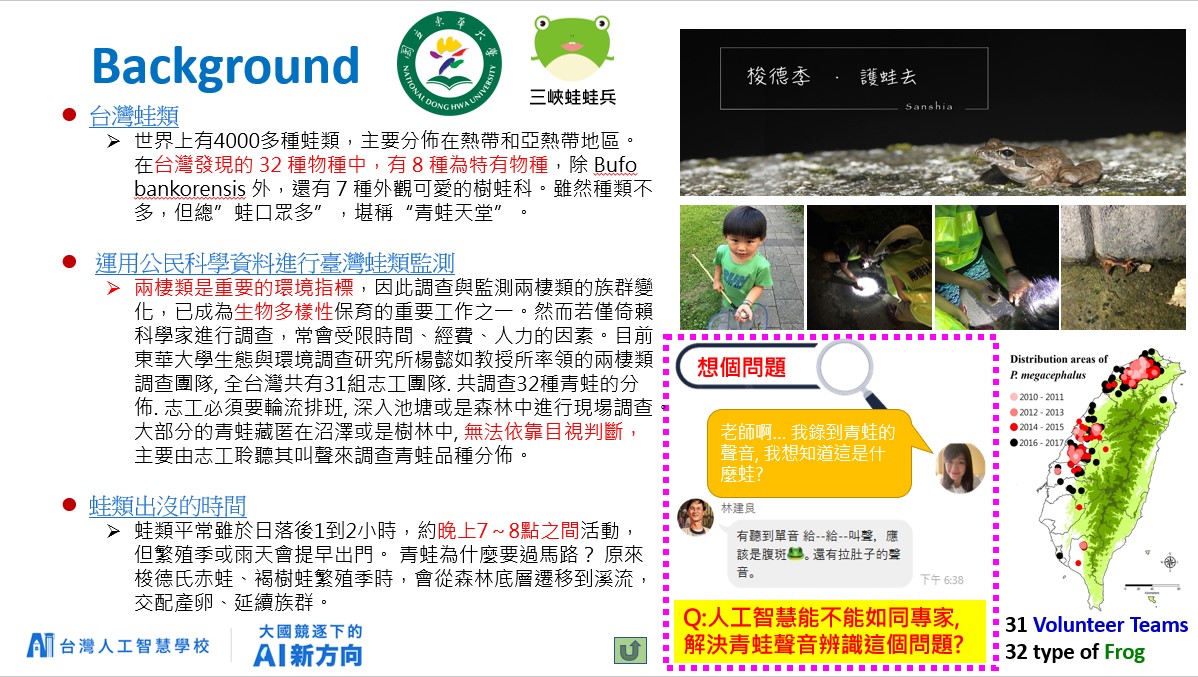 Background
國立東華大學
NATIONAL DONG HWA UNIVERSITY
三峽蛙蛙兵
梭德季 · 護蛙去
Sanshia
台灣蛙類
世界上有4000多種蛙類，主要分佈在熱帶和亞熱帶地區。
在台灣發現的 32 種物種中，有 8 種為特有物種，除 Bufo
bankorensis 外，還有 7 種外觀可愛的樹蛙科。雖然種類不
多，但總”蛙口眾多”，堪稱“青蛙天堂”。
運用公民科學資料進行臺灣蛙類監測
兩棲類是重要的環境指標，因此調查與監測兩棲類的族群變
化，已成為生物多樣性保育的重要工作之一。然而若僅倚賴
科學家進行調查，常會受限時間、經費、人力的因素。目前
東華大學生態與環境調查研究所楊懿如教授所率領的兩棲類
調查團隊, 全台灣共有31組志工團隊. 共調查32種青蛙的分
佈. 志工必須要輪流排班, 深入池塘或是森林中進行現場調查。
大部分的青蛙藏匿在沼澤或是樹林中, 無法依靠目視判斷，
主要由志工聆聽其叫聲來調查青蛙品種分佈。
蛙類出沒的時間
蛙類平常雖於日落後1到2小時，約晚上7～8點之間活動，
但繁殖季或雨天會提早出門。 青蛙為什麼要過馬路？ 原來
梭德氏赤蛙、褐樹蛙繁殖季時，會從森林底層遷移到溪流，
交配產卵、延續族群。
想個問題
老師啊... 我錄到青蛙的
聲音, 我想知道這是什
麼蛙?
林建良
有聽到單音 給--給--叫聲，應
該是腹斑🐸。還有拉肚子的聲
音。
下午 6:38
Q:人工智慧能不能如同專家,
解決青蛙聲音辨識這個問題?
Distribution areas of
P. megacephalus
2010 - 2011
2012 - 2013
2014 - 2015
2016 - 2017
31 Volunteer Teams
32 type of Frog
台灣人工智慧學校
大國競逐下的
AI新方向